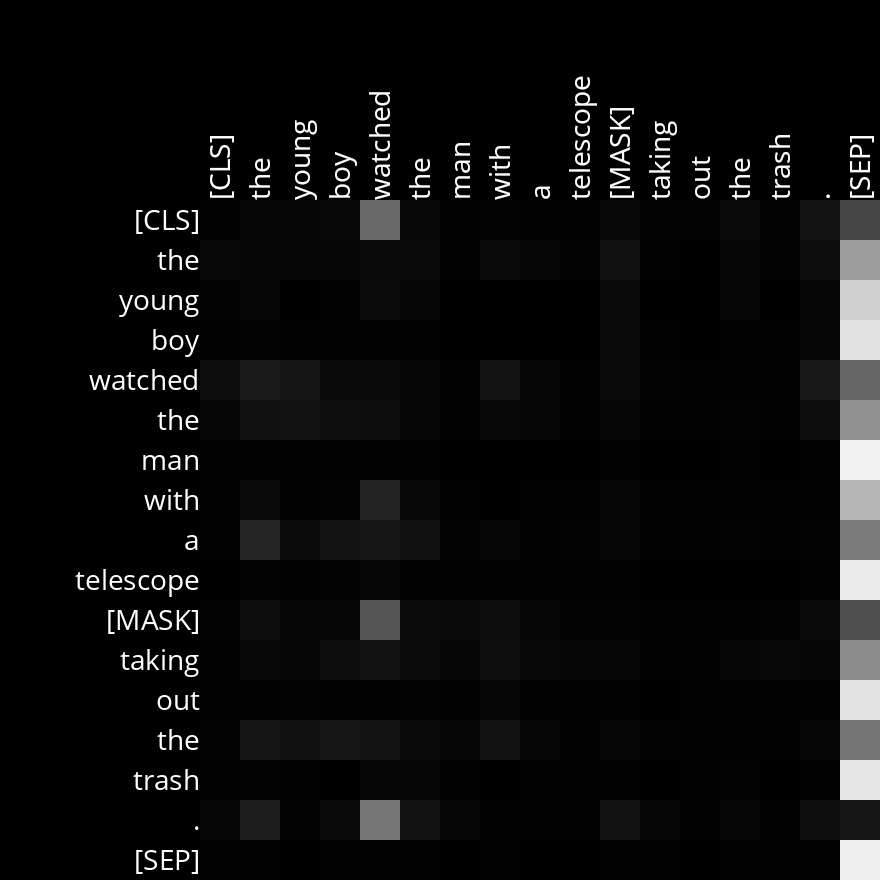 [CLS] the young boy watched the man with a telescope [MASK] taking out the trash . [SEP]
[CLS]
the
young
boy
watched
the
man
with
a
telescope
[MASK]
taking
out
the
trash
.
[SEP]